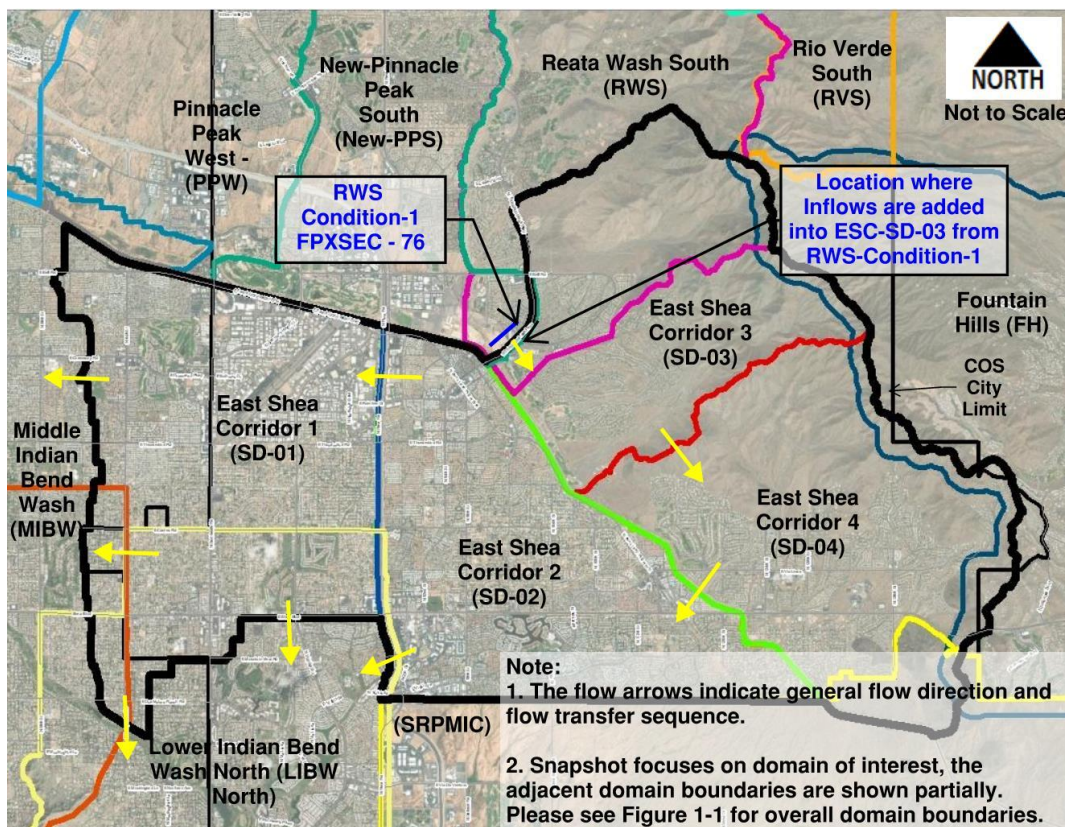 New-Pinnacle
Peak
South
(New-PPS)
Reata Wash South
(RWS)
Rio Verde
South
(RVS)
NORTH
Not to Scale
Pinnacle
Peak
West -
(PPW)
RWS
Condition-1
FPXSEC - 76
Location where
Inflows are added
into ESC-SD-03 from
RWS-Condition-1
East Shea
Corridor 3
(SD-03)
Fountain
Hills (FH)
COS
City
Limit
East Shea
Corridor 1
(SD-01)
Middle
Indian
Bend
Wash
(MIBW)
East Shea
Corridor 4
(SD-04)
East Shea
Corridor 2
(SD-02)
(SRPMIC)
Lower Indian Bend
Wash North (LIBW
North)
Note:
1. The flow arrows indicate general flow direction and
flow transfer sequence.
2. Snapshot focuses on domain of interest, the
adjacent domain boundaries are shown partially.
Please see Figure 1-1 for overall domain boundaries.